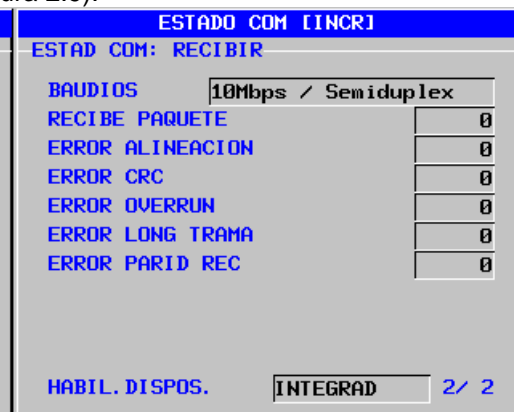 ESTADO COM [INCR]
ESTAD COM: RECIBIR
BAUDIOS 10Mbps / Semiduplex
RECIBE PAQUETE 0
ERROR ALINEACION 0
ERROR CRC 0
ERROR OVERRUN 0
ERROR LONG TRAMA 0
ERROR PARID REC 0
HABIL.DISPOS. INTEGRAD 2/ 2